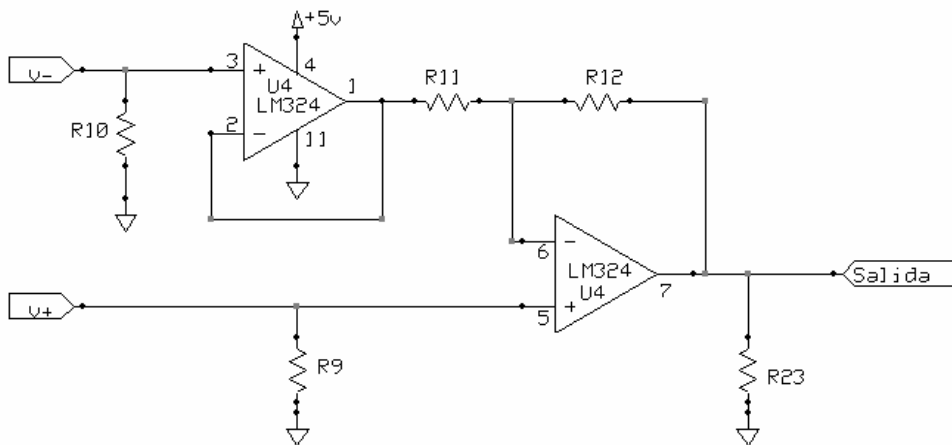 +5v
v-
3
+
4
U4
LM324
1
R11
R12
R10
2
-
11
6
-
LM324
U4
7
Salida
v+
5
+
R9
R23